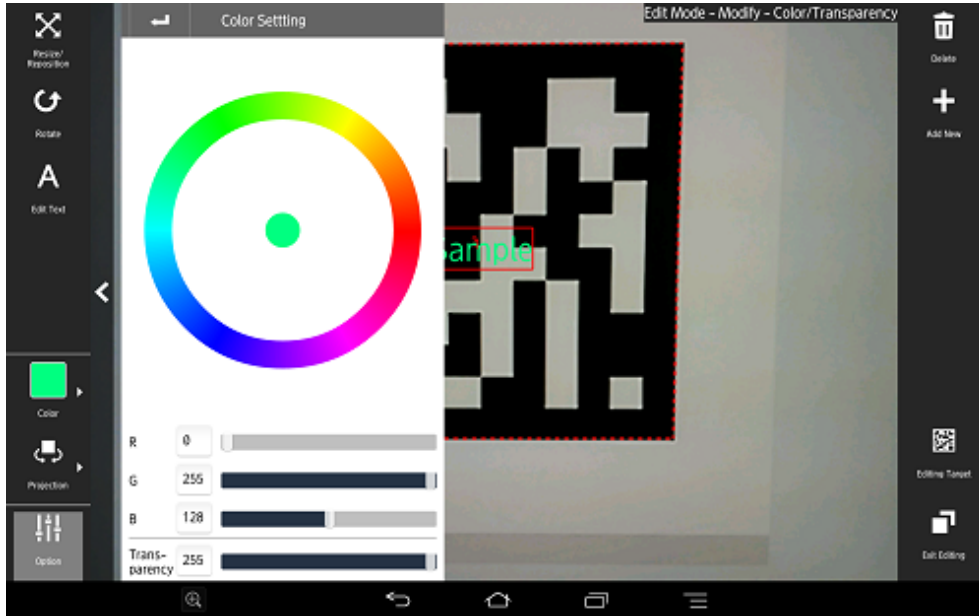 Color Settting
Edit Mode - Modify - Color/Transparency
Resize/
Reposition
Rotate
A
Edit Text
Color
Projection
Option
Sample
R 0
G 255
B 128
Trans-
parency 255
Delete
Add New
Editing Target
Exit Editing